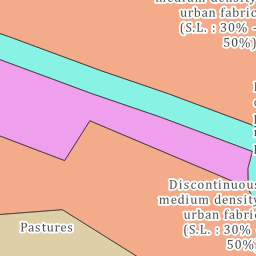 medium density
urban fabric
(S.L. : 30% -
50%)
Discontinuous
medium density
urban fabric
(S.L. : 30% -
50%)
Pastures